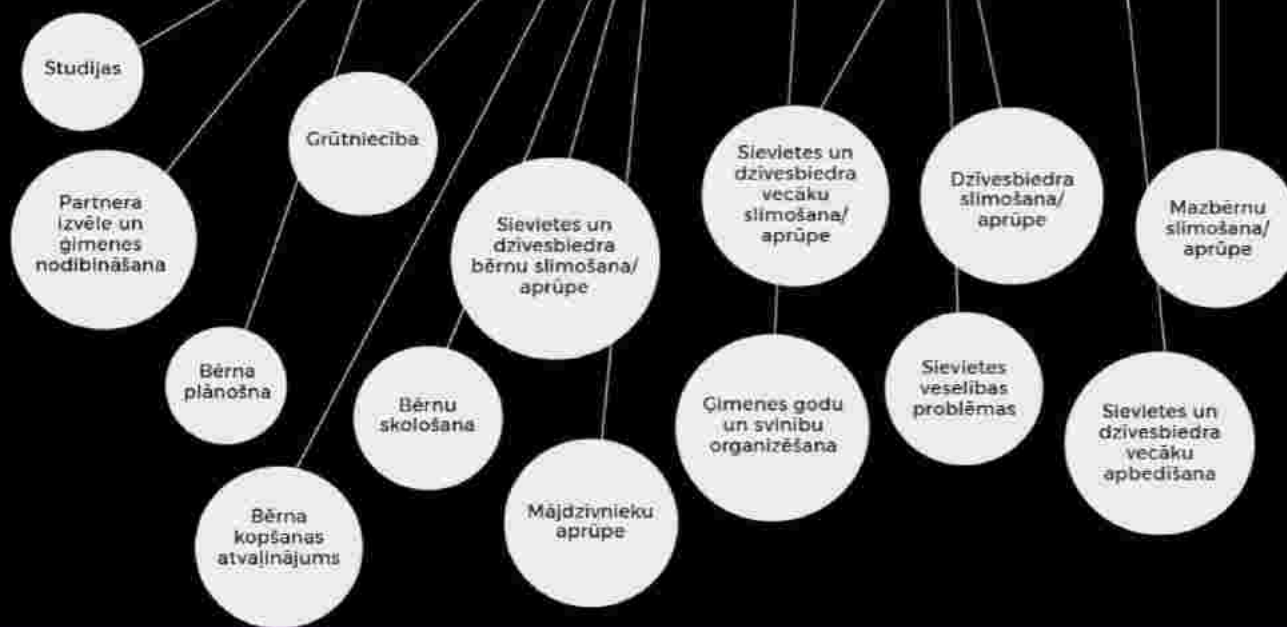 Studijas
Grūtniecība
Partnera
izvēle un
ģimenes
nodibināšana
Sievietes un
dzīvesbiedra
bērnu slimošana/
aprūpe
Sievietes un
dzīvesbiedra
vecāku
slimošana/
aprūpe
Dzīvesbiedra
slimošana/
aprūpe
Mazbērnu
slimošana/
aprūpe
Bērna
plānošna
Bērnu
skološana
Ģimenes godu
un svinību
organizēšana
Sievietes
veselības
problēmas
Sievietes un
dzīvesbiedra
vecāku
apbedīšana
Bērna
kopšanas
atvaļinājums
Mājdzīvnieku
aprūpe